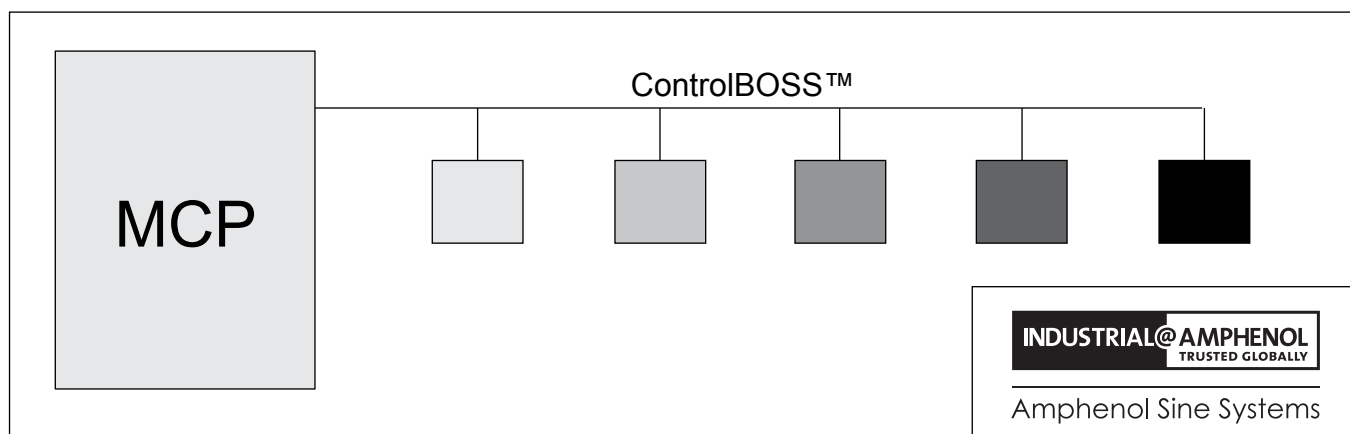 ControlBOSS™
MCP
INDUSTRIAL@AMPHENOL
TRUSTED GLOBALLY
Amphenol Sine Systems